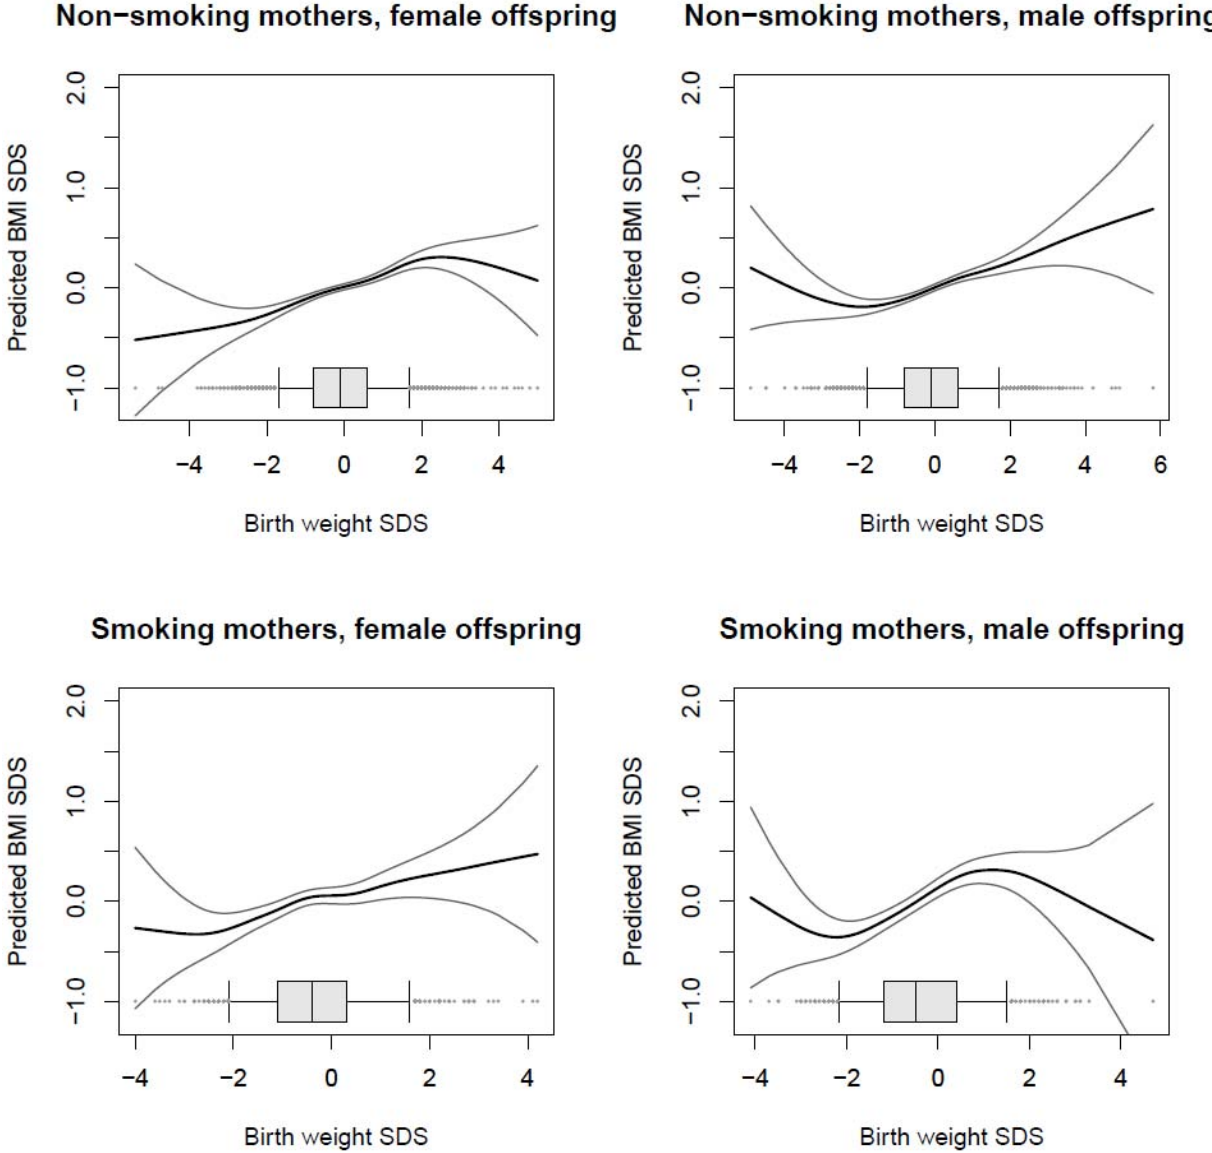 Non−smoking mothers, female offspring
2.0
1.0
0.0
−1.0
Predicted BMI SDS
−4 −2 0 2 4
Birth weight SDS
Non−smoking mothers, male offspring
2.0
1.0
0.0
−1.0
Predicted BMI SDS
−4 −2 0 2 4 6
Birth weight SDS
Smoking mothers, female offspring
2.0
1.0
0.0
−1.0
Predicted BMI SDS
−4 −2 0 2 4
Birth weight SDS
Smoking mothers, male offspring
2.0
1.0
0.0
−1.0
Predicted BMI SDS
−4 −2 0 2 4
Birth weight SDS